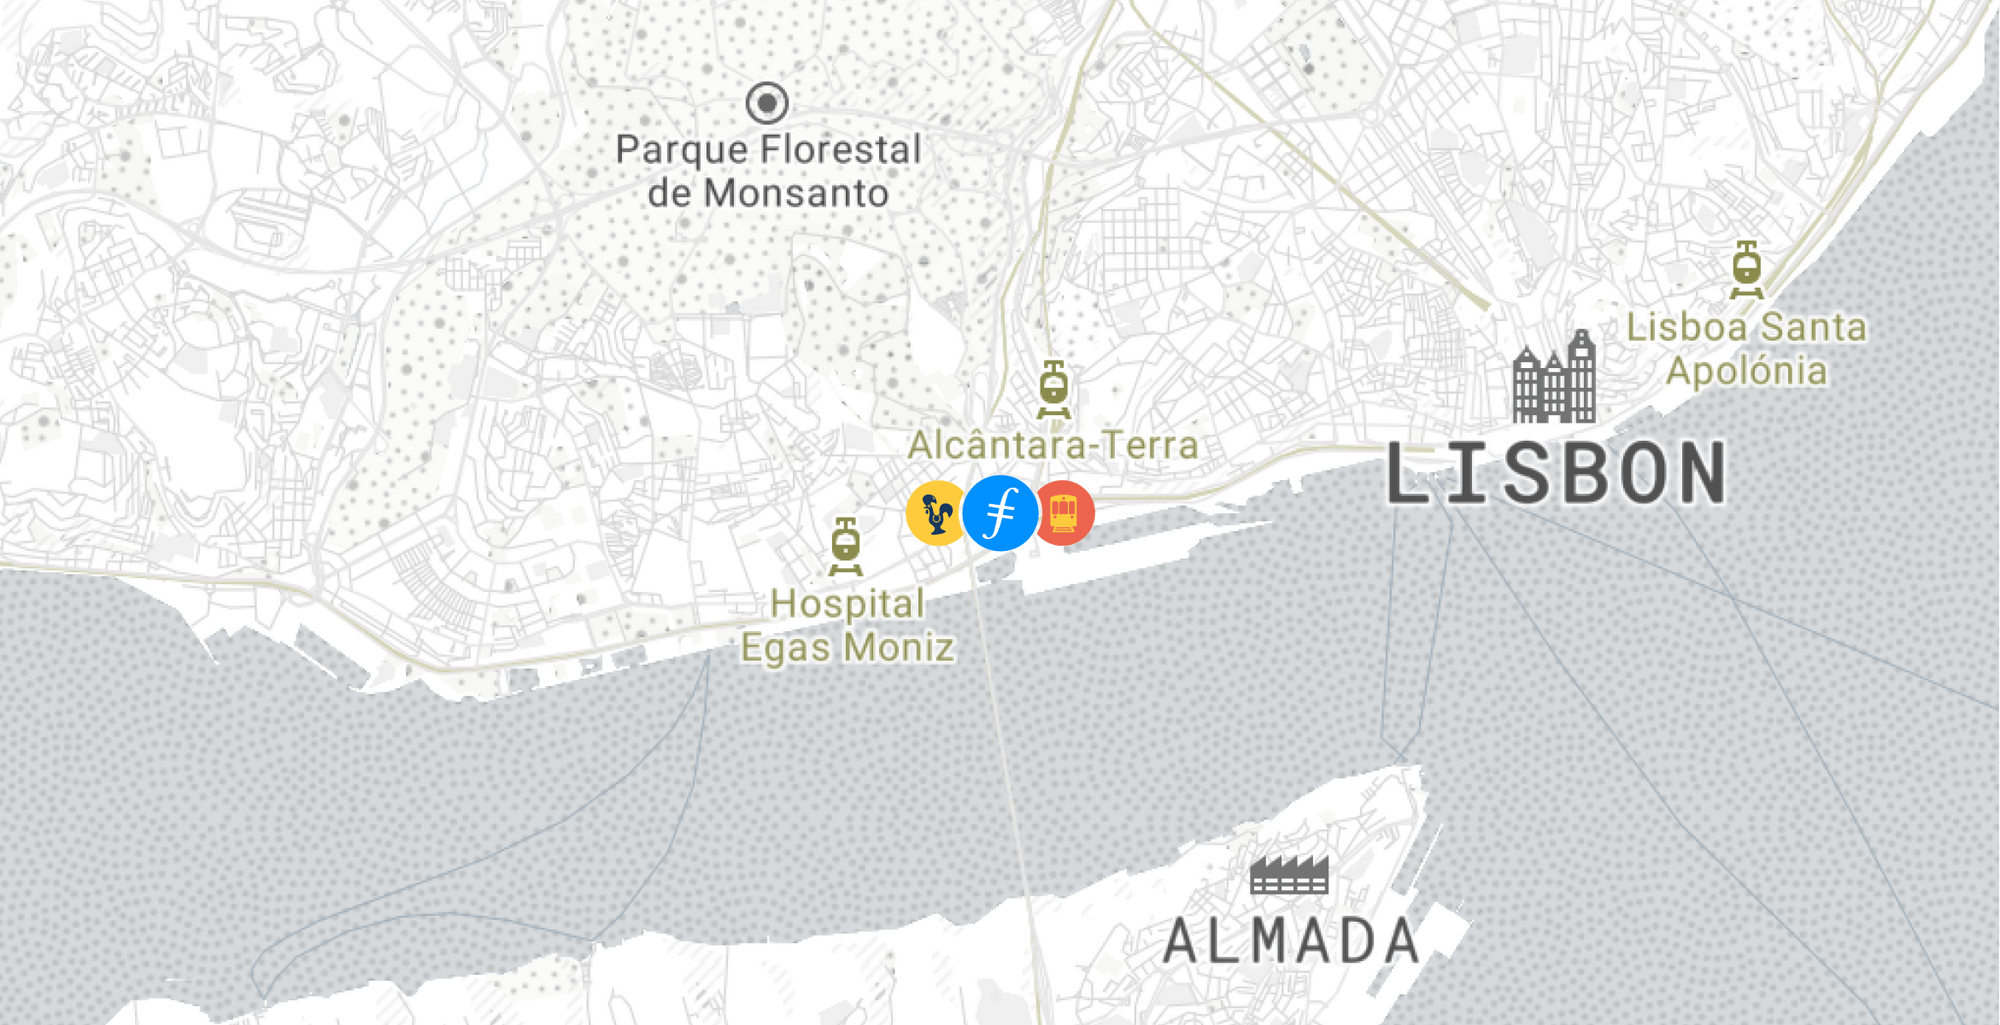 Parque Florestal
de Monsanto
Lisboa Santa
Apolónia
Alcântara-Terra
LISBON
Hospital
Egas Moniz
ALMADA